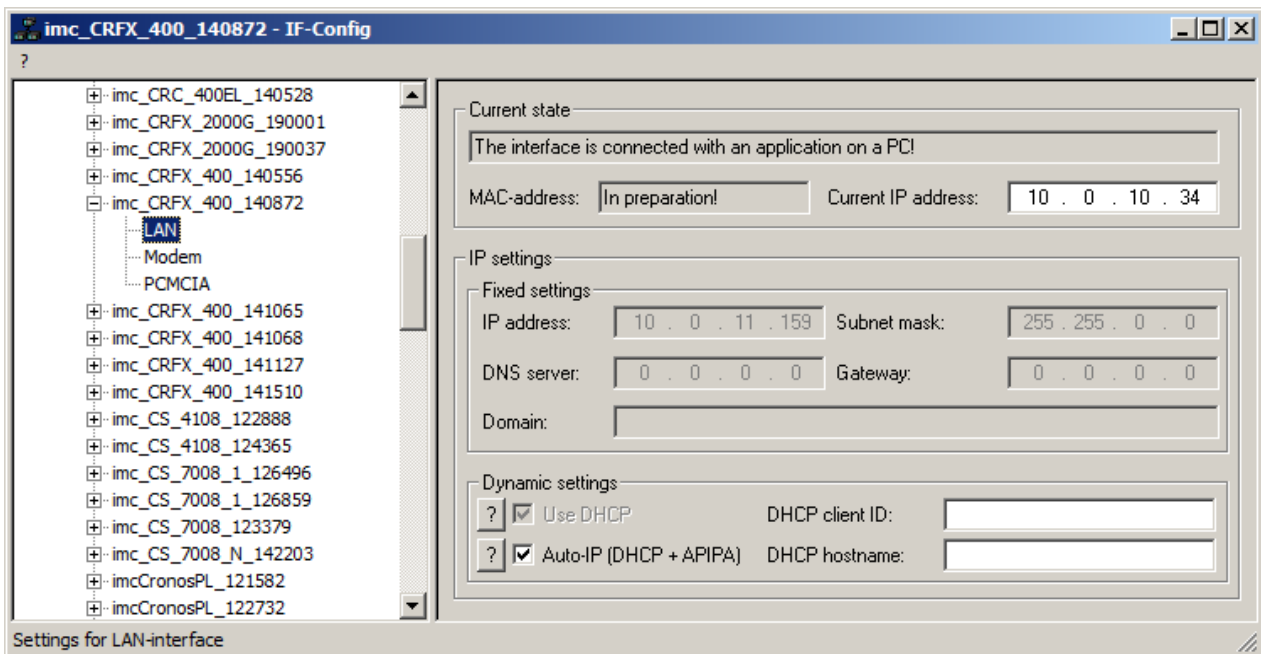 imc_CRFX_400_140872 - IF-Config
?
imc_CRC_400EL_140528
imc_CRFX_2000G_190001
imc_CRFX_2000G_190037
imc_CRFX_400_140556
imc_CRFX_400_140872
LAN
Modem
PCMCIA
imc_CRFX_400_141065
imc_CRFX_400_141068
imc_CRFX_400_141127
imc_CRFX_400_141510
imc_CS_4108_122888
imc_CS_4108_124365
imc_CS_7008_1_126496
imc_CS_7008_1_126859
imc_CS_7008_123379
imc_CS_7008_N_142203
imcCronosPL_121582
imcCronosPL_122732
Current state
The interface is connected with an application on a PC!
MAC-address: In preparation! Current IP address: 10 . 0 . 10 . 34
IP settings
Fixed settings
IP address: 10 . 0 . 11 . 159 Subnet mask: 255 . 255 . 0 . 0
DNS server: 0 . 0 . 0 . 0 Gateway: 0 . 0 . 0 . 0
Domain:
Dynamic settings
? Use DHCP DHCP client ID:
? Auto-IP (DHCP + APIPA) DHCP hostname:
Settings for LAN-interface